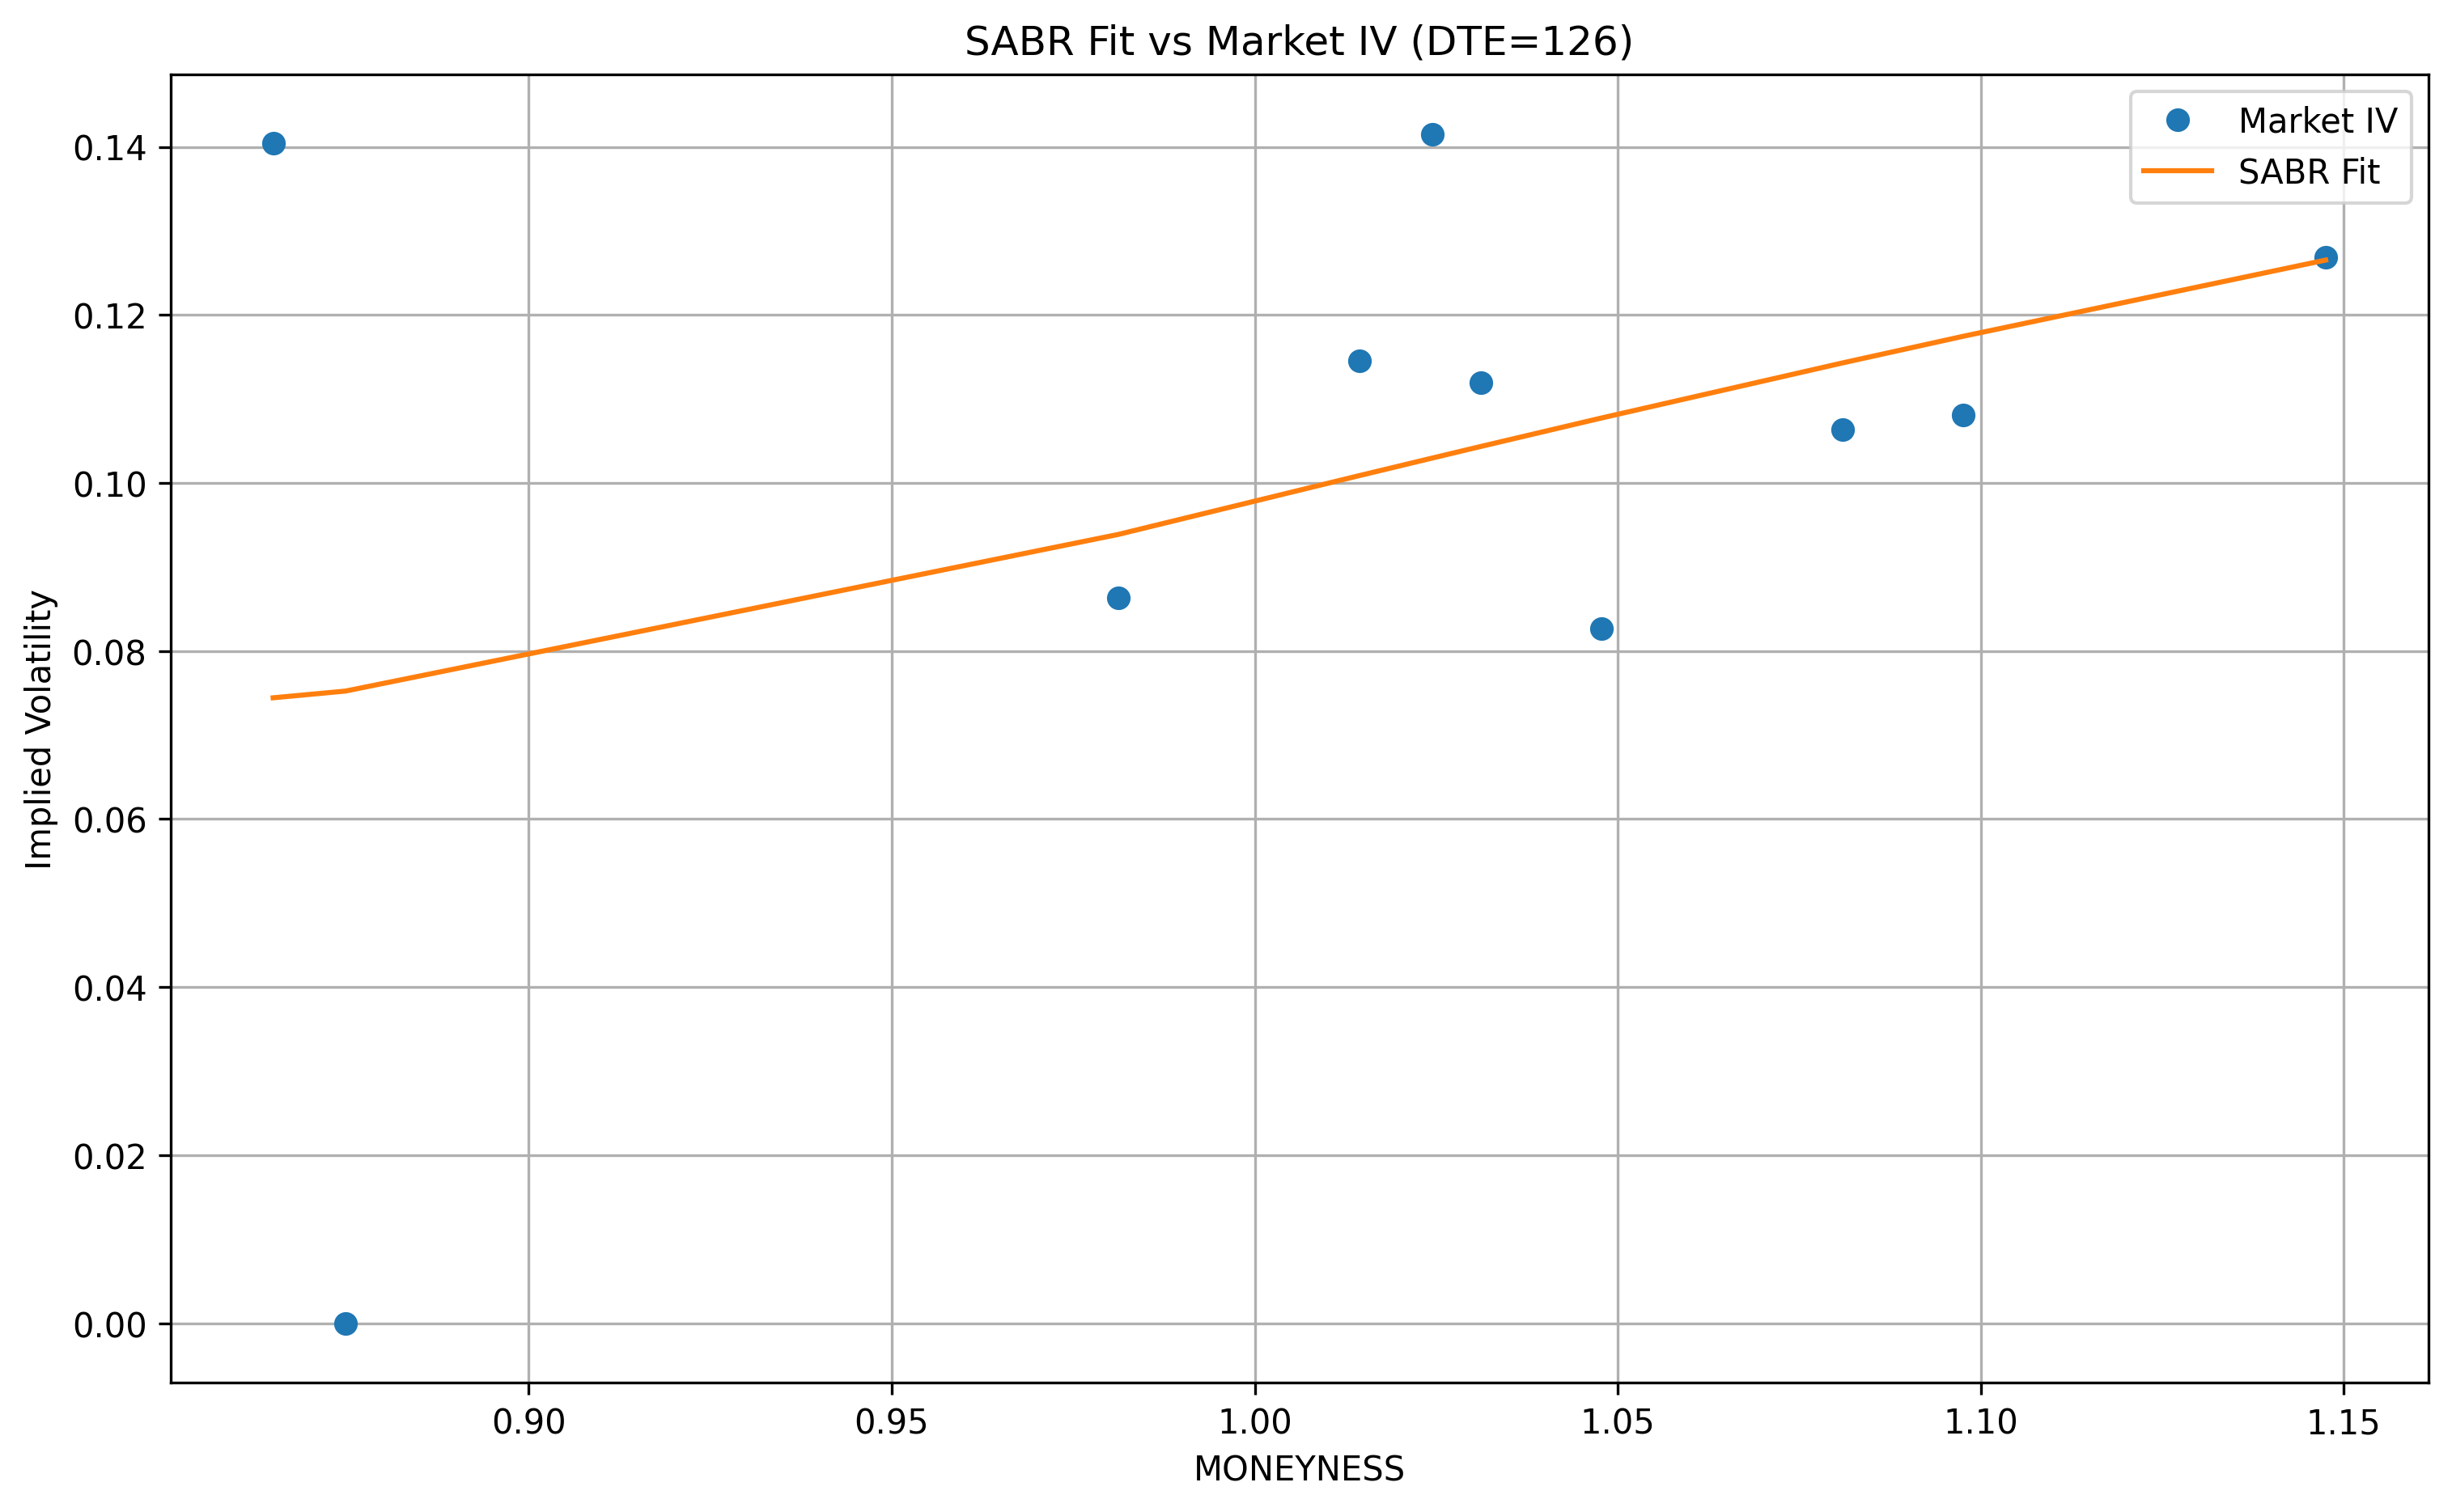 SABR Fit vs Market IV (DTE=126)
Market IV
SABR Fit
Implied Volatility
0.14
0.12
0.10
0.08
0.06
0.04
0.02
0.00
0.90 0.95 1.00 1.05 1.10 1.15
MONEYNESS